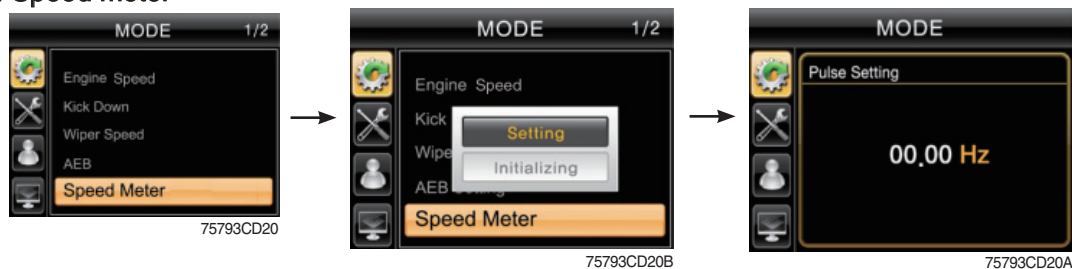 Speed Meter
MODE 1/2
Engine Speed
Kick Down
Wiper Speed
AEB
Speed Meter
75793CD20
MODE 1/2
Engine Speed
Kick
Wipe
AEB
Setting
Initializing
Speed Meter
75793CD20B
MODE
Pulse Setting
00.00 Hz
75793CD20A